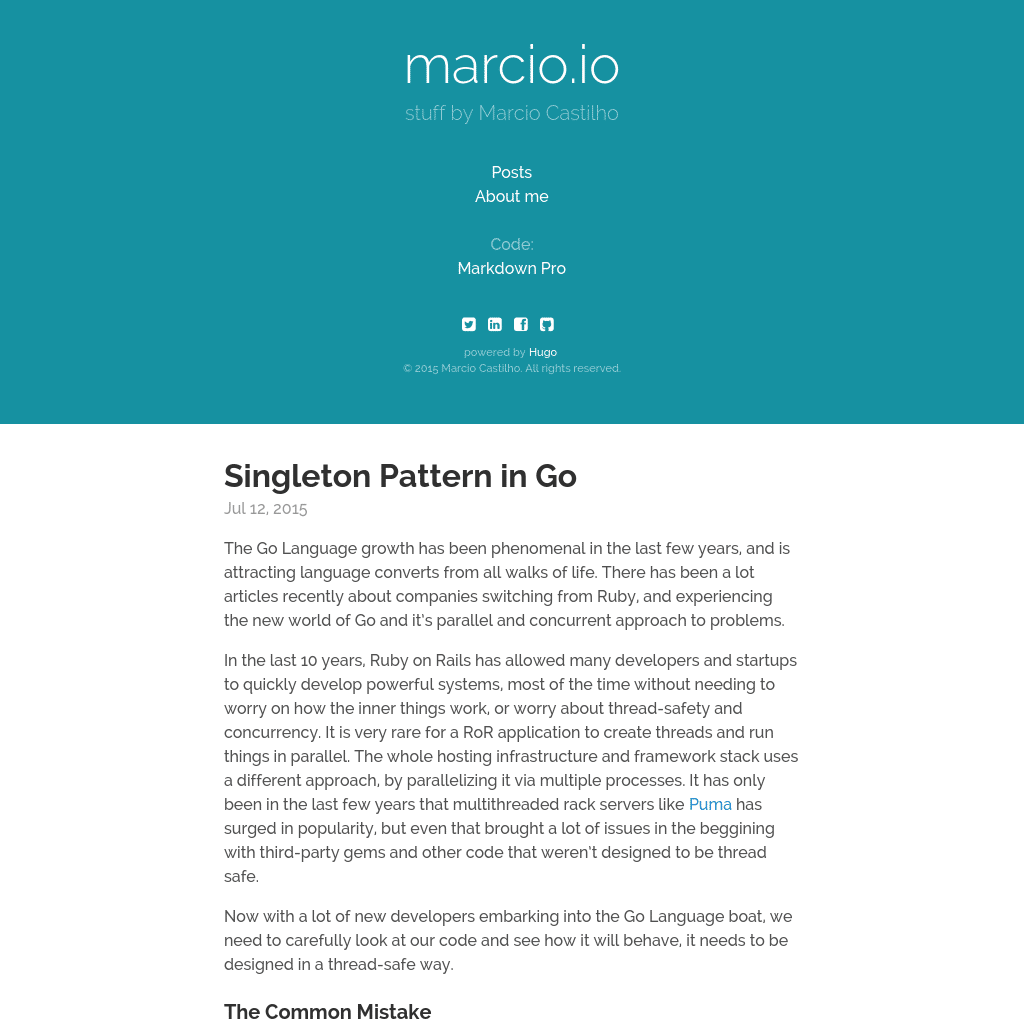 marcio.io
stuff by Marcio Castilho
Posts
About me
Code:
Markdown Pro
powered by Hugo
© 2015 Marcio Castilho. All rights reserved.
Singleton Pattern in Go
Jul 12, 2015
The Go Language growth has been phenomenal in the last few years, and is
attracting language converts from all walks of life. There has been a lot
articles recently about companies switching from Ruby, and experiencing
the new world of Go and it's parallel and concurrent approach to problems.
In the last 10 years, Ruby on Rails has allowed many developers and startups
to quickly develop powerful systems, most of the time without needing to
worry on how the inner things work, or worry about thread-safety and
concurrency. It is very rare for a RoR application to create threads and run
things in parallel. The whole hosting infrastructure and framework stack uses
a different approach, by parallelizing it via multiple processes. It has only
been in the last few years that multithreaded rack servers like Puma has
surged in popularity, but even that brought a lot of issues in the beggining
with third-party gems and other code that weren't designed to be thread
safe.
Now with a lot of new developers embarking into the Go Language boat, we
need to carefully look at our code and see how it will behave, it needs to be
designed in a thread-safe way.
The Common Mistake